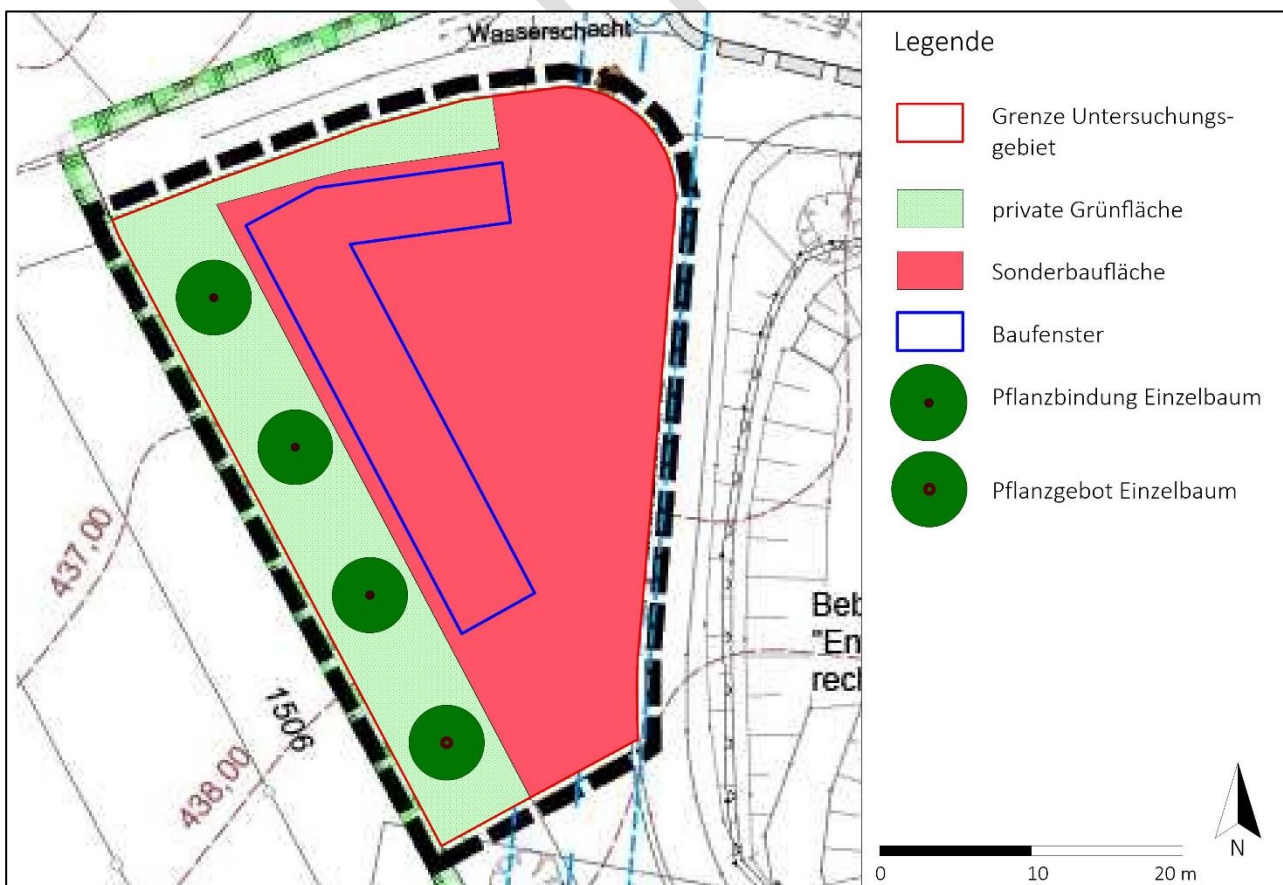 Wasserschacht
437,00
438,00
1506
Beb
"En
rech
Legende
Grenze Untersuchungs-
gebiet
private Grünfläche
Sonderbaufläche
Baufenster
Pflanzbindung Einzelbaum
Pflanzgebot Einzelbaum
N
0 10 20 m